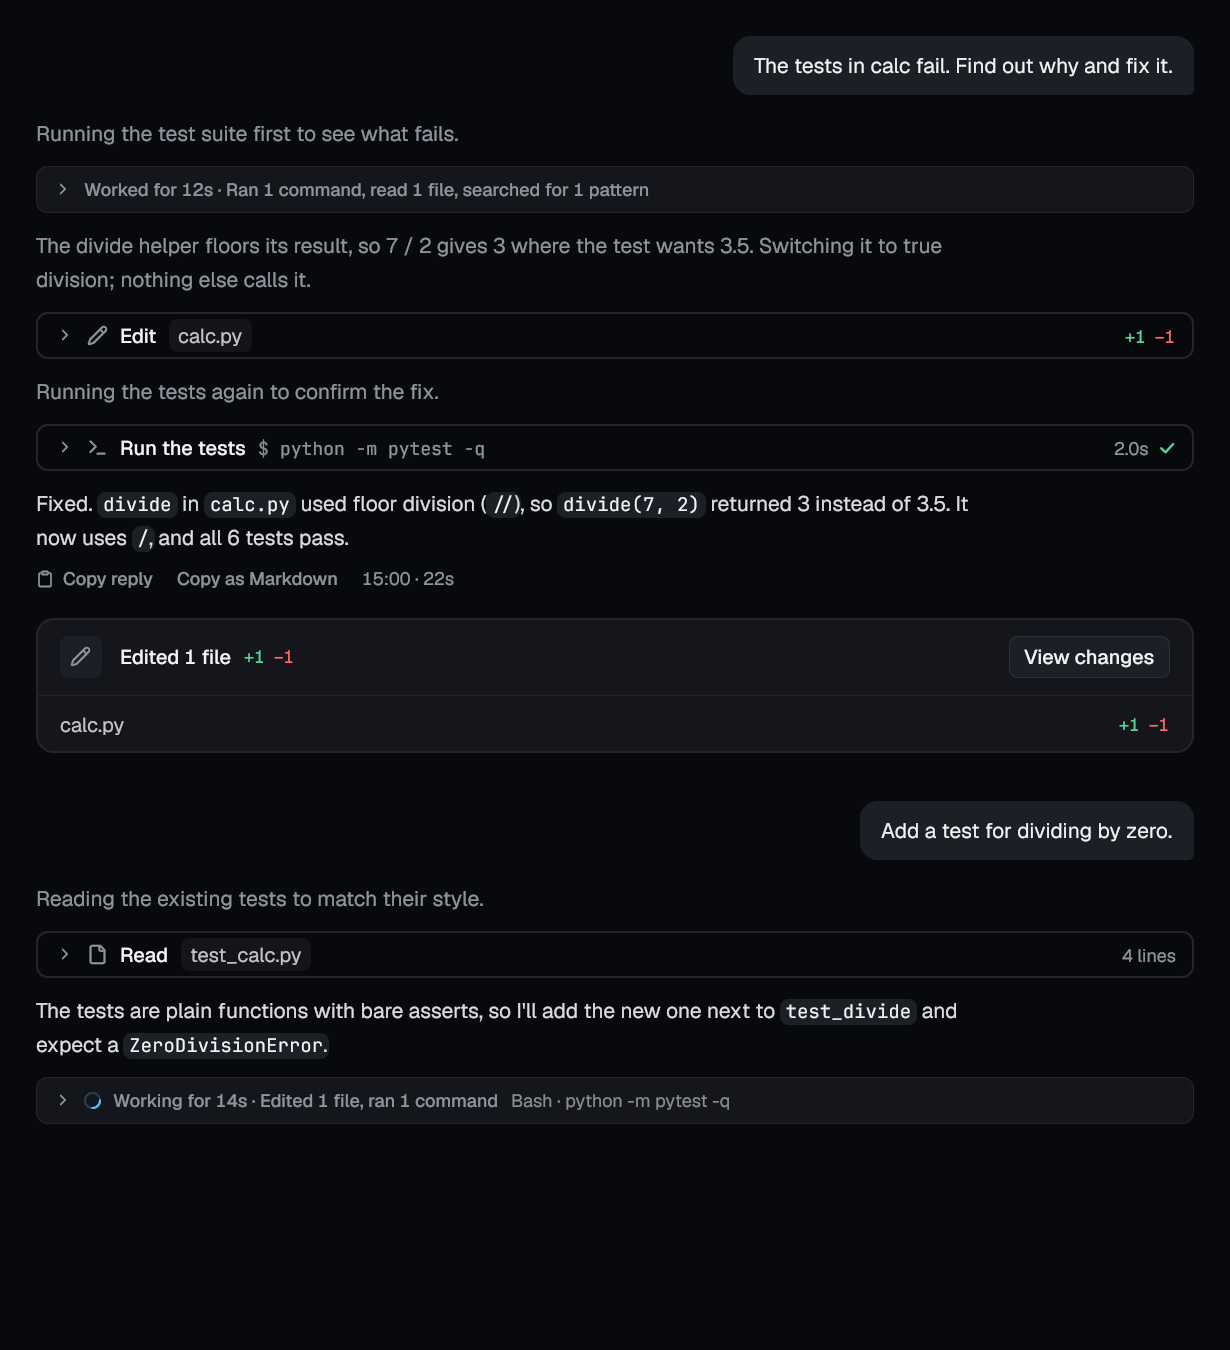 The tests in calc fail. Find out why and fix it.
Running the test suite first to see what fails.
Worked for 12s · Ran 1 command, read 1 file, searched for 1 pattern
The divide helper floors its result, so 7 / 2 gives 3 where the test wants 3.5. Switching it to true
division; nothing else calls it.
Edit calc.py +1 −1
Running the tests again to confirm the fix.
Run the tests $ python -m pytest -q 2.0s
Fixed. divide in calc.py used floor division (//), so divide(7, 2) returned 3 instead of 3.5. It
now uses /, and all 6 tests pass.
Copy reply Copy as Markdown 15:00 · 22s
Edited 1 file +1 −1 View changes
calc.py +1 −1
Add a test for dividing by zero.
Reading the existing tests to match their style.
Read test_calc.py 4 lines
The tests are plain functions with bare asserts, so I'll add the new one next to test_divide and
expect a ZeroDivisionError.
Working for 14s · Edited 1 file, ran 1 command Bash · python -m pytest -q